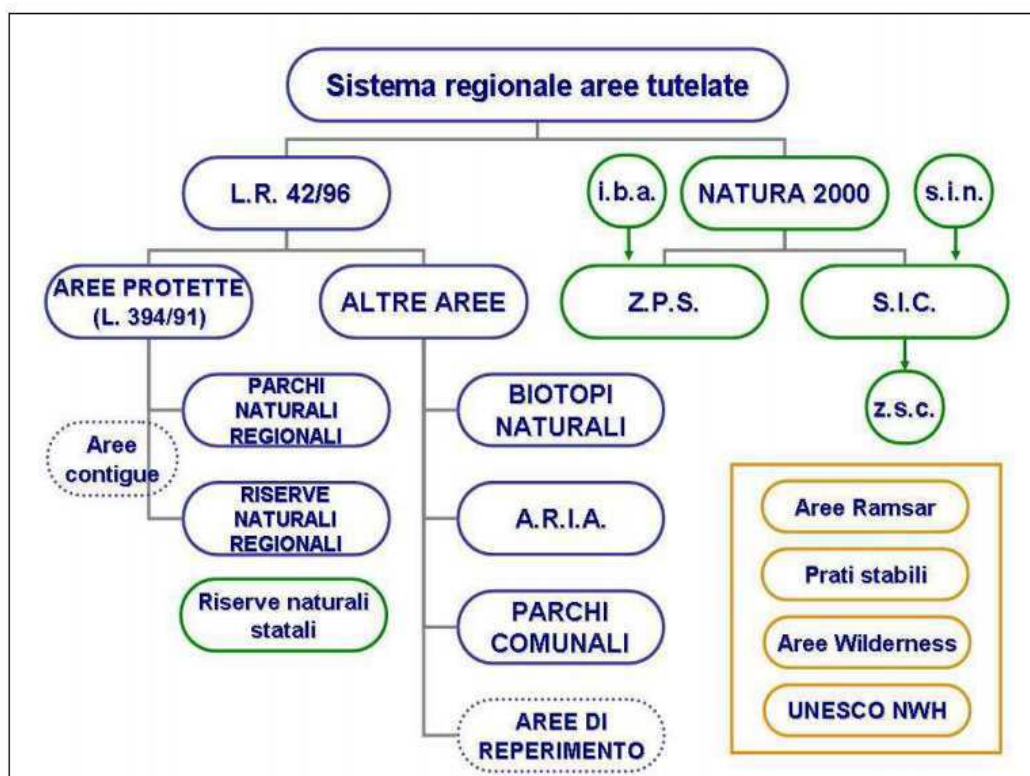 Sistema regionale aree tutelate
L.R. 42/96
i.b.a.
NATURA 2000
s.i.n.
AREE PROTETTE
(L. 394/91)
ALTRE AREE
Z.P.S.
S.I.C.
PARCHI
NATURALI
REGIONALI
BIOTOPI
NATURALI
z.s.c.
Aree
contigue
RISERVE
NATURALI
REGIONALI
A.R.I.A.
Aree Ramsar
Prati stabili
Riserve naturali
statali
PARCHI
COMUNALI
Aree Wilderness
UNESCO NWH
AREE DI
REPERIMENTO